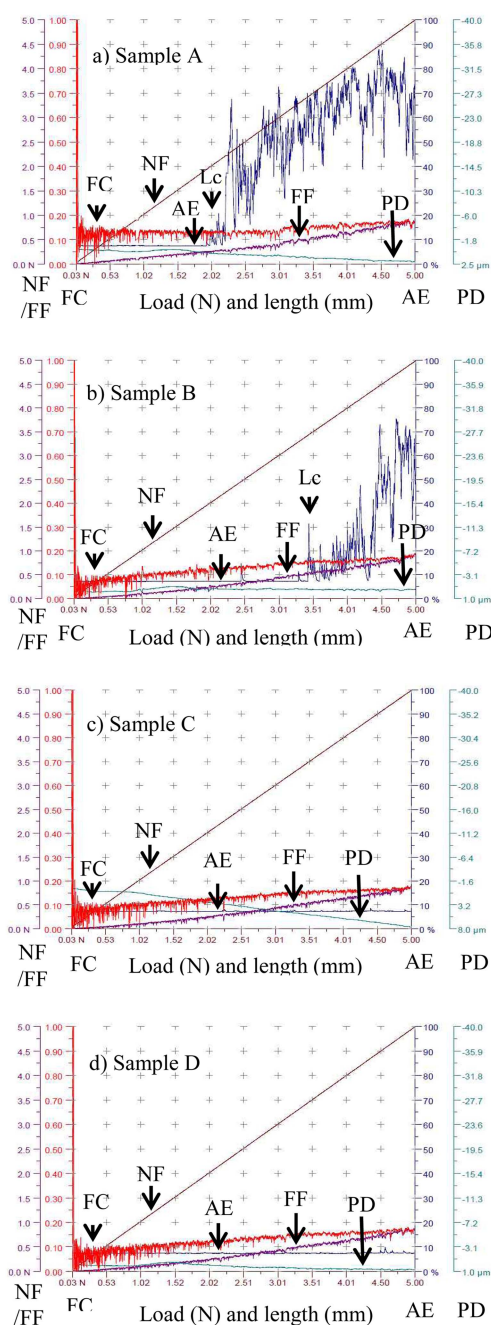 5.0 1.00 100 -40.0
a) Sample A
4.5 0.90 90 -35.8
4.0 0.80 80 -31.5
3.5 0.70 70 -27.3
3.0 0.60 60 -23.0
2.5 0.50 50 -18.8
2.0 0.40 40 -14.5
NF Lc
1.5 0.30 30 -10.3
FC
1.0 0.20 20 -6.0
AE FF PD
0.5 0.10 10 -1.8
0.0 N 0.00 0% 2.5 µm
0.03 N 0.53 1.02 1.52 2.02 2.52 3.01 3.51 4.01 4.50 5.00
NF
/FF FC Load (N) and length (mm) AE PD
5.0 1.00 100 -40.0
b) Sample B
4.5 0.90 90 -35.9
4.0 0.80 80 -31.8
3.5 0.70 70 -27.7
3.0 0.60 60 -23.6
2.5 0.50 50 -19.5
Lc
2.0 0.40 40 -15.4
NF
1.5 0.30 30 -11.3
FC AE FF PD
1.0 0.20 20 -7.2
0.5 0.10 10 -3.1
0.0 N 0.00 0% 1.0 µm
0.03 N 0.53 1.02 1.52 2.02 2.52 3.01 3.51 4.01 4.50 5.00
NF
/FF FC Load (N) and length (mm) AE PD
5.0 1.00 100 -40.0
c) Sample C
4.5 0.90 90 -35.2
4.0 0.80 80 -30.4
3.5 0.70 70 -25.6
3.0 0.60 60 -20.8
2.5 0.50 50 -16.0
2.0 0.40 40 -11.2
NF
1.5 0.30 30 -6.4
FC AE FF PD
1.0 0.20 20 -1.6
0.5 0.10 10 3.2
0.0 N 0.00 0% 8.0 µm
0.03 N 0.53 1.02 1.52 2.02 2.52 3.01 3.51 4.01 4.50 5.00
NF
/FF FC Load (N) and length (mm) AE PD
5.0 1.00 100 -40.0
d) Sample D
4.5 0.90 90 -35.9
4.0 0.80 80 -31.8
3.5 0.70 70 -27.7
3.0 0.60 60 -23.6
2.5 0.50 50 -19.5
2.0 0.40 40 -15.4
NF
1.5 0.30 30 -11.3
FC AE FF PD
1.0 0.20 20 -7.2
0.5 0.10 10 -3.1
0.0 N 0.00 0% 1.0 µm
0.03 N 0.53 1.02 1.52 2.02 2.52 3.01 3.51 4.01 4.50 5.00
NF
/FF FC Load (N) and length (mm) AE PD